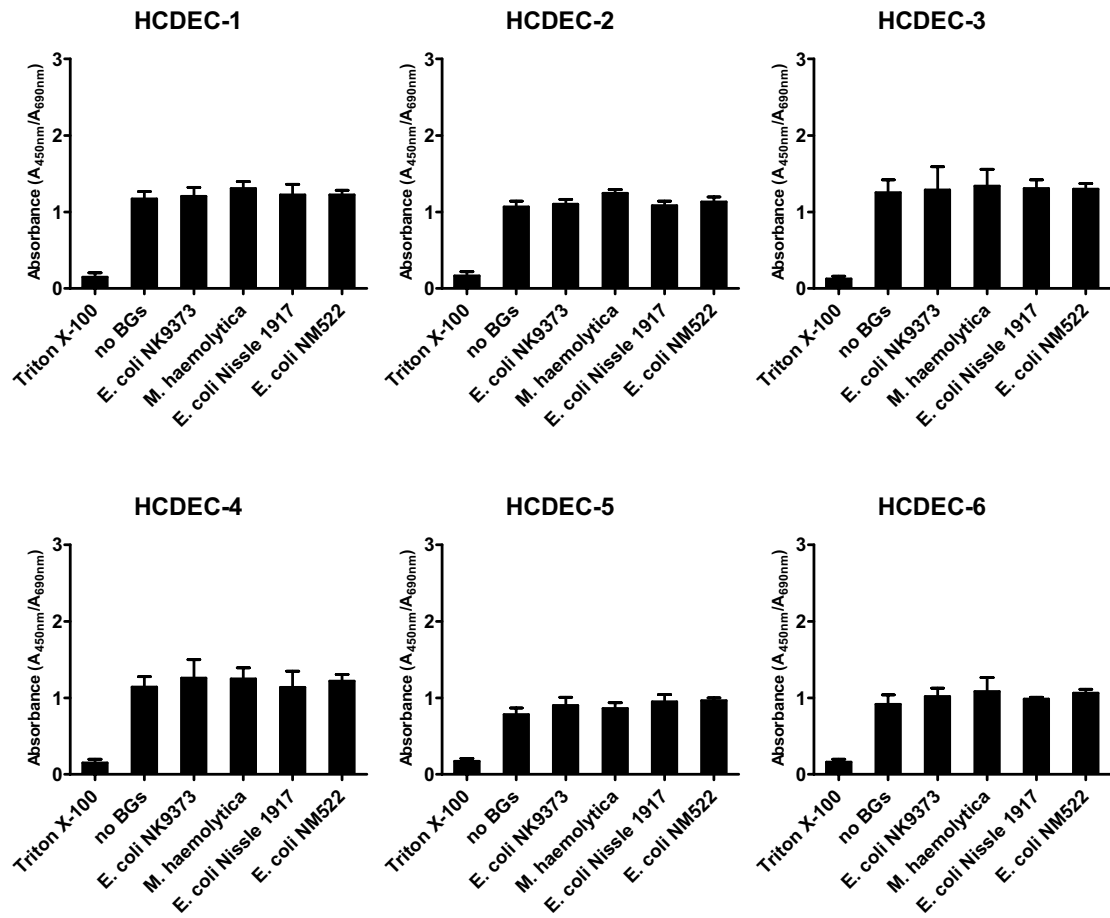 HCDEC-1
Absorbance (A450nm/A690nm)
3
2
1
0
Triton X-100
no BGs
E. coli NK9373
M. haemolytica
E. coli Nissle 1917
E. coli NM522
HCDEC-2
Absorbance (A450nm/A690nm)
3
2
1
0
Triton X-100
no BGs
E. coli NK9373
M. haemolytica
E. coli Nissle 1917
E. coli NM522
HCDEC-3
Absorbance (A450nm/A690nm)
3
2
1
0
Triton X-100
no BGs
E. coli NK9373
M. haemolytica
E. coli Nissle 1917
E. coli NM522
HCDEC-4
Absorbance (A450nm/A690nm)
3
2
1
0
Triton X-100
no BGs
E. coli NK9373
M. haemolytica
E. coli Nissle 1917
E. coli NM522
HCDEC-5
Absorbance (A450nm/A690nm)
3
2
1
0
Triton X-100
no BGs
E. coli NK9373
M. haemolytica
E. coli Nissle 1917
E. coli NM522
HCDEC-6
Absorbance (A450nm/A690nm)
3
2
1
0
Triton X-100
no BGs
E. coli NK9373
M. haemolytica
E. coli Nissle 1917
E. coli NM522